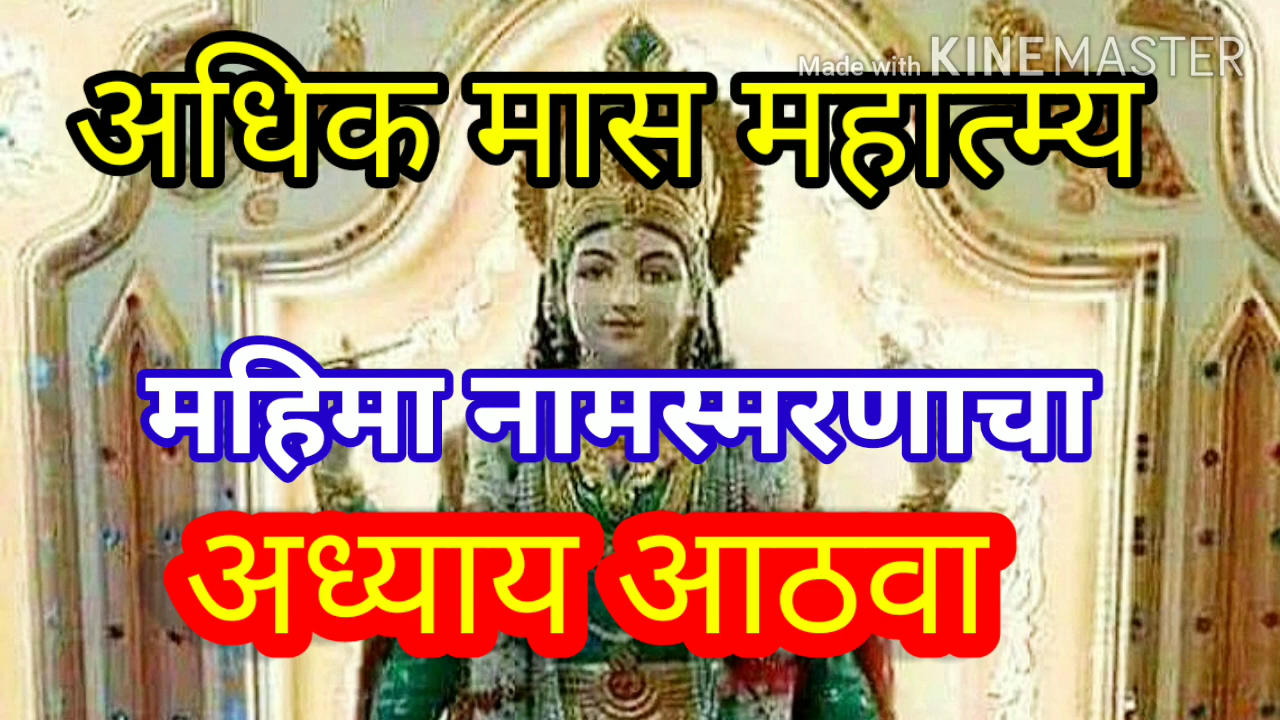 Made with KINEMASTER
अधिक मास महात्म्य
महिमा नामस्मरणाचा
अध्याय आठवा